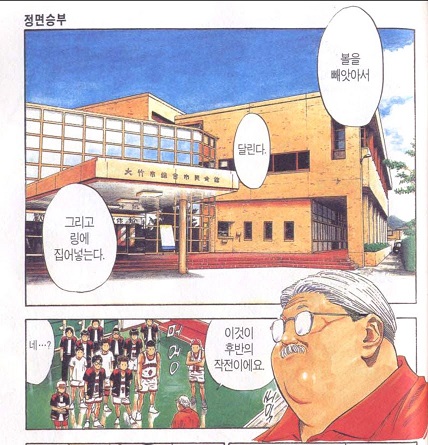 정면승부
볼을
빼앗아서
달린다.
그리고
링에
집어넣는다.
네…?
이것이
후반의
작전이에요.